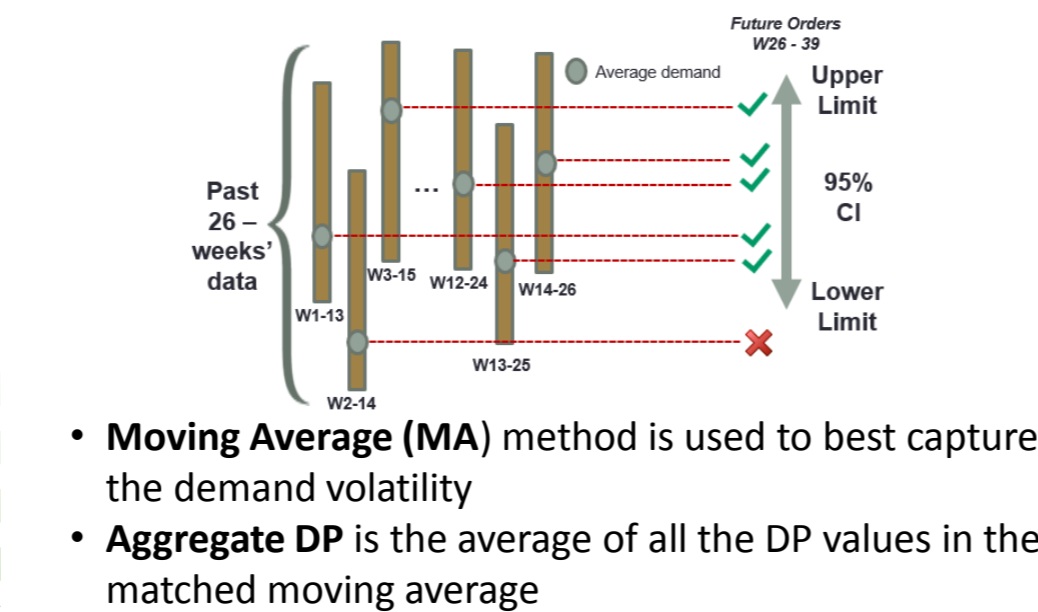 Future Orders
W26 - 39
Average demand
Upper
Limit
95%
CI
Lower
Limit
Past
26 –
weeks’
data
...
W1-13
W2-14
W3-15
W12-24
W13-25
W14-26
• Moving Average (MA) method is used to best capture
the demand volatility
• Aggregate DP is the average of all the DP values in the
matched moving average